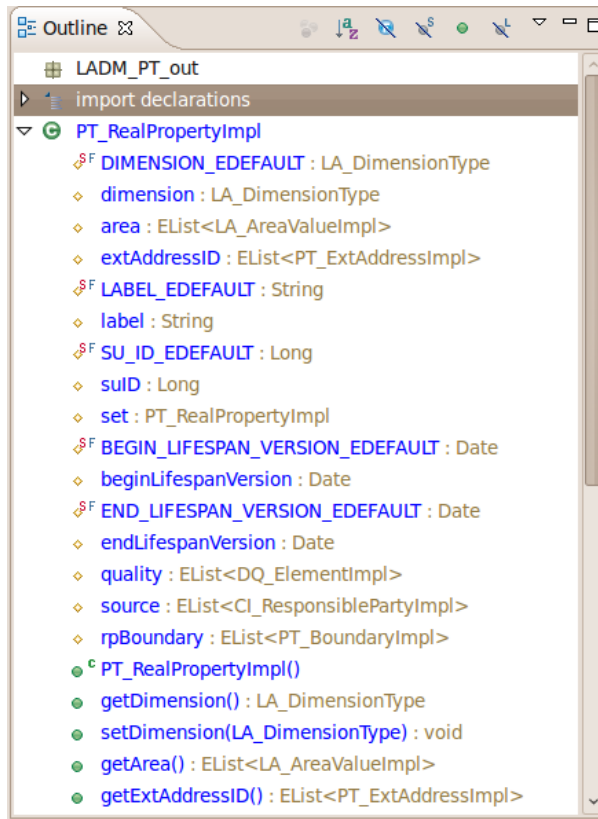 Outline
LADM_PT_out
import declarations
PT_RealPropertyImpl
DIMENSION_EDEFAULT : LA_DimensionType
dimension : LA_DimensionType
area : EList<LA_AreaValueImpl>
extAddressID : EList<PT_ExtAddressImpl>
LABEL_EDEFAULT : String
label : String
SU_ID_EDEFAULT : Long
suID : Long
set : PT_RealPropertyImpl
BEGIN_LIFESPAN_VERSION_EDEFAULT : Date
beginLifespanVersion : Date
END_LIFESPAN_VERSION_EDEFAULT : Date
endLifespanVersion : Date
quality : EList<DQ_ElementImpl>
source : EList<CI_ResponsiblePartyImpl>
rpBoundary : EList<PT_BoundaryImpl>
PT_RealPropertyImpl()
getDimension() : LA_DimensionType
setDimension(LA_DimensionType) : void
getArea() : EList<LA_AreaValueImpl>
getExtAddressID() : EList<PT_ExtAddressImpl>